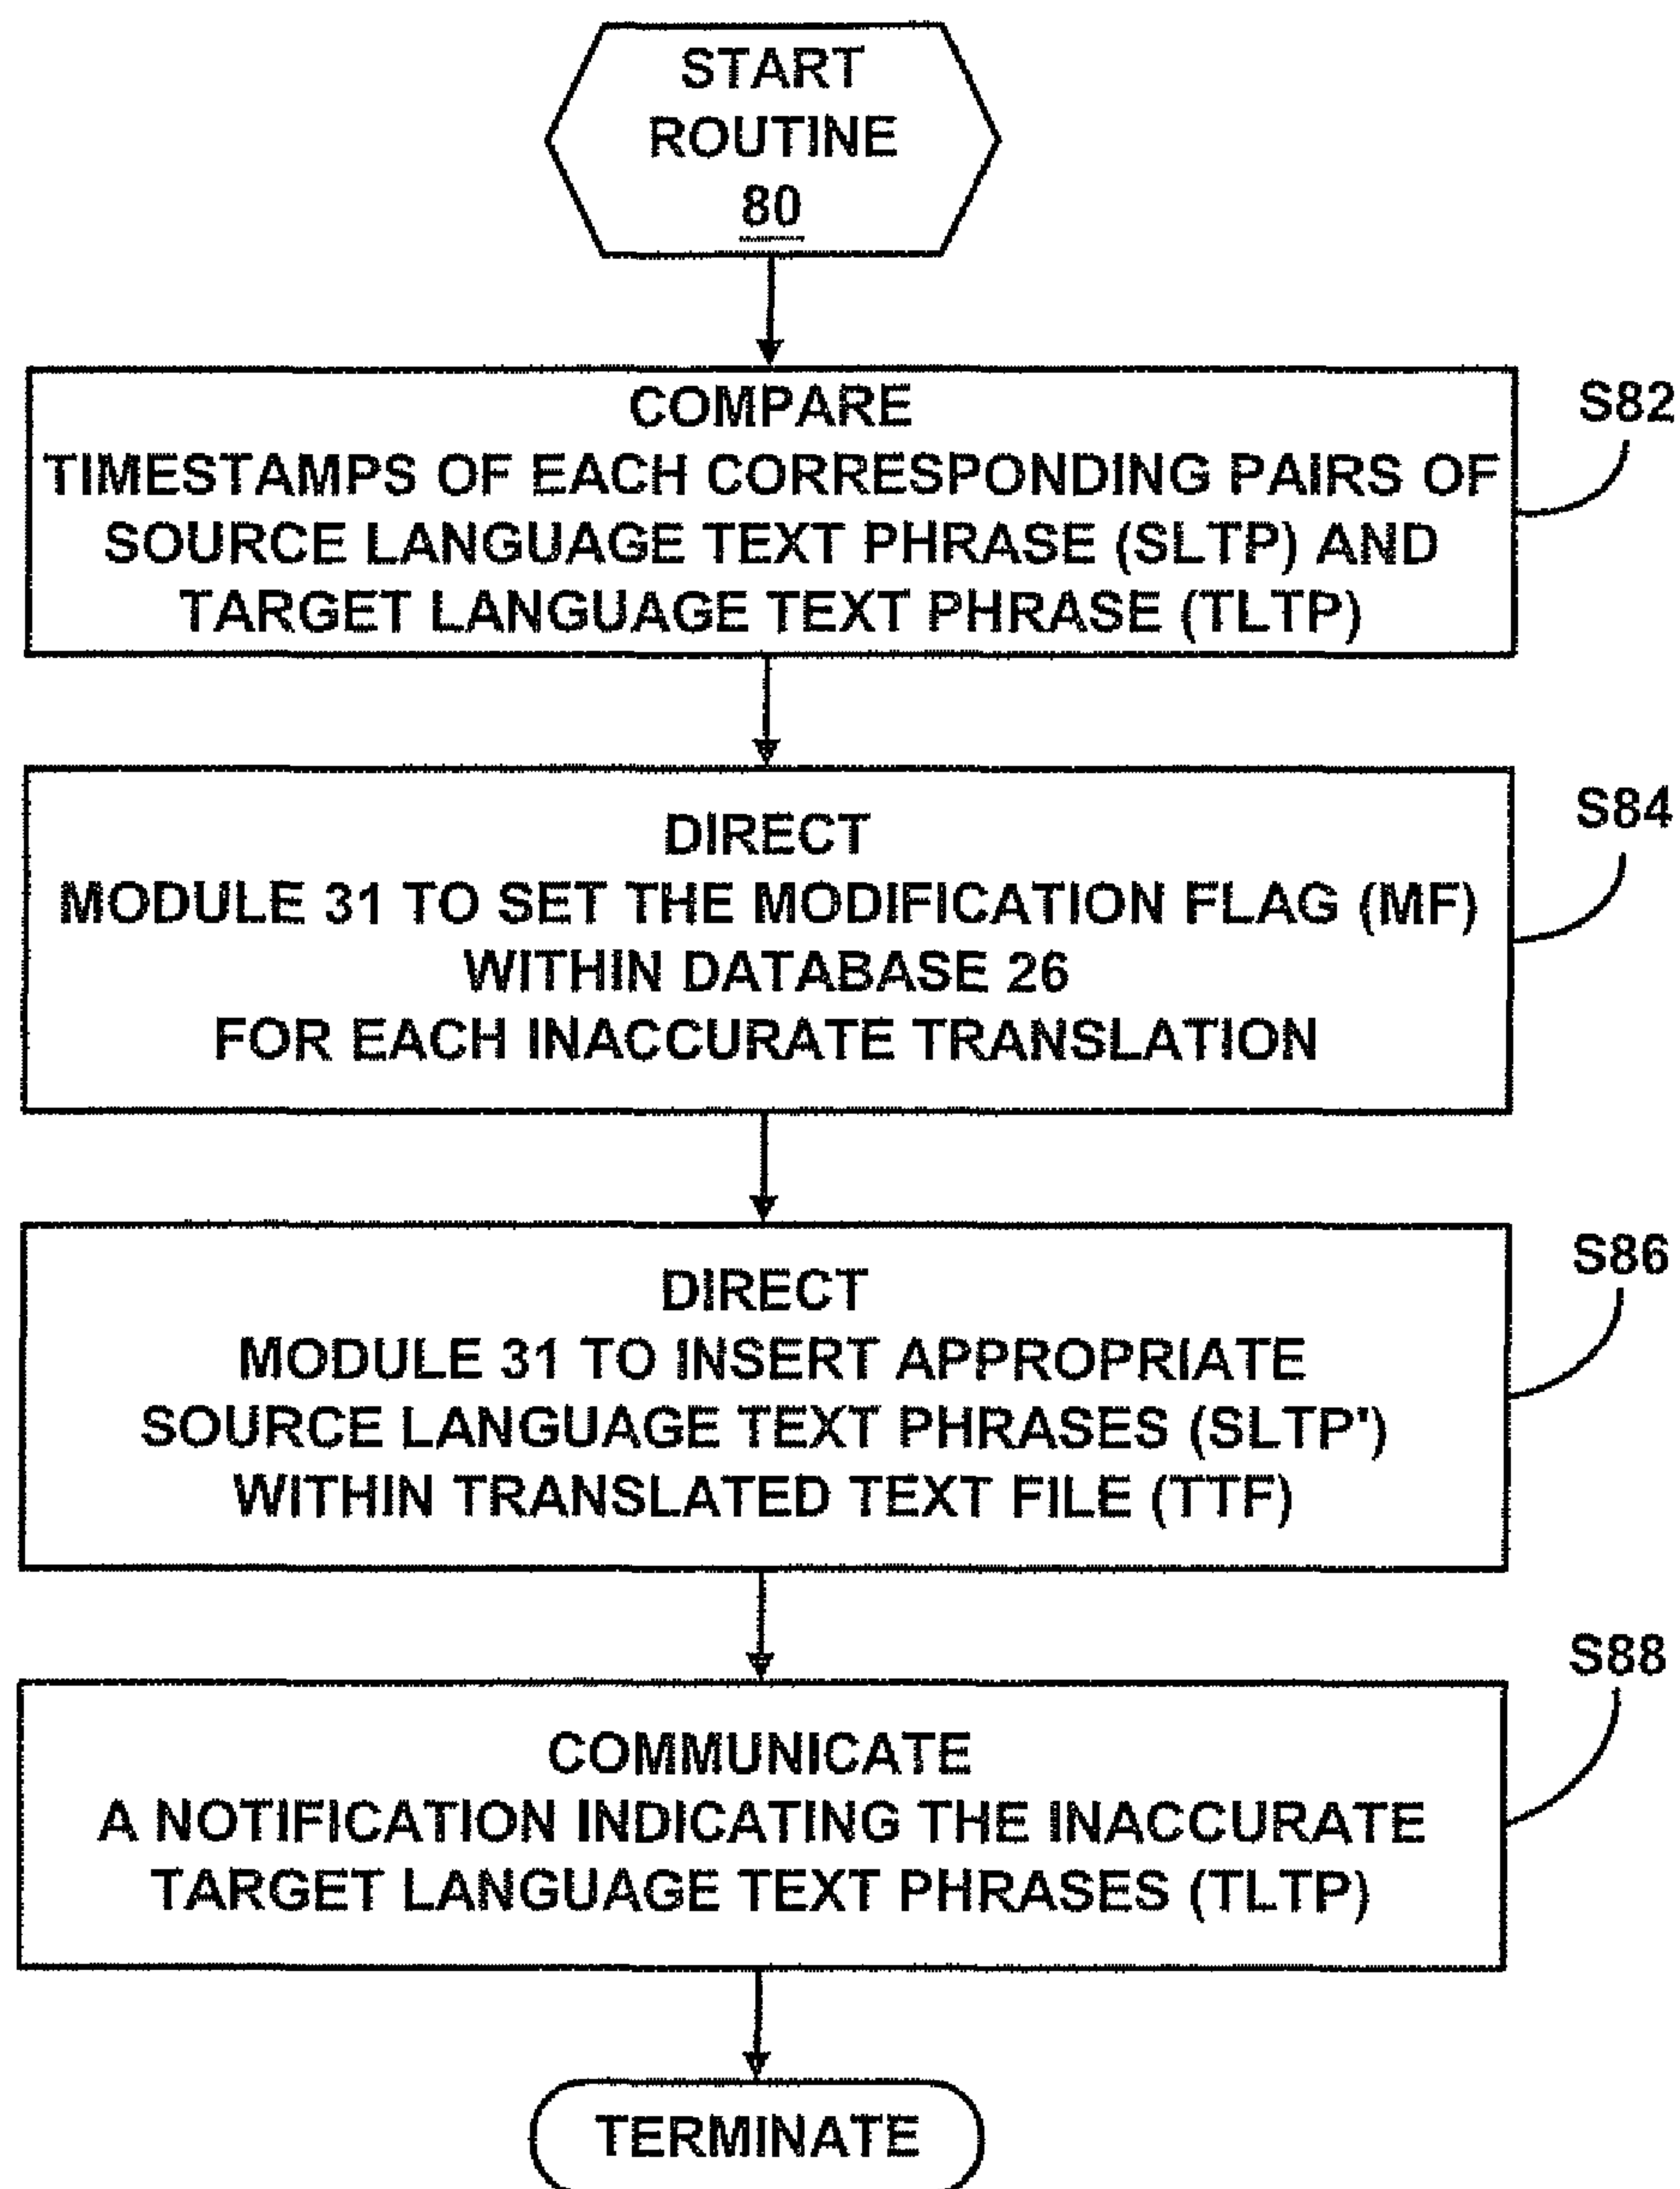 START
ROUTINE
80
COMPARE
TIMESTAMPS OF EACH CORRESPONDING PAIRS OF
SOURCE LANGUAGE TEXT PHRASE (SLTP) AND
TARGET LANGUAGE TEXT PHRASE (TLTP)
S82
DIRECT
MODULE 31 TO SET THE MODIFICATION FLAG (MF)
WITHIN DATABASE 26
FOR EACH INACCURATE TRANSLATION
S84
DIRECT
MODULE 31 TO INSERT APPROPRIATE
SOURCE LANGUAGE TEXT PHRASES (SLTP')
WITHIN TRANSLATED TEXT FILE (TTF)
S86
COMMUNICATE
A NOTIFICATION INDICATING THE INACCURATE
TARGET LANGUAGE TEXT PHRASES (TLTP)
S88
TERMINATE